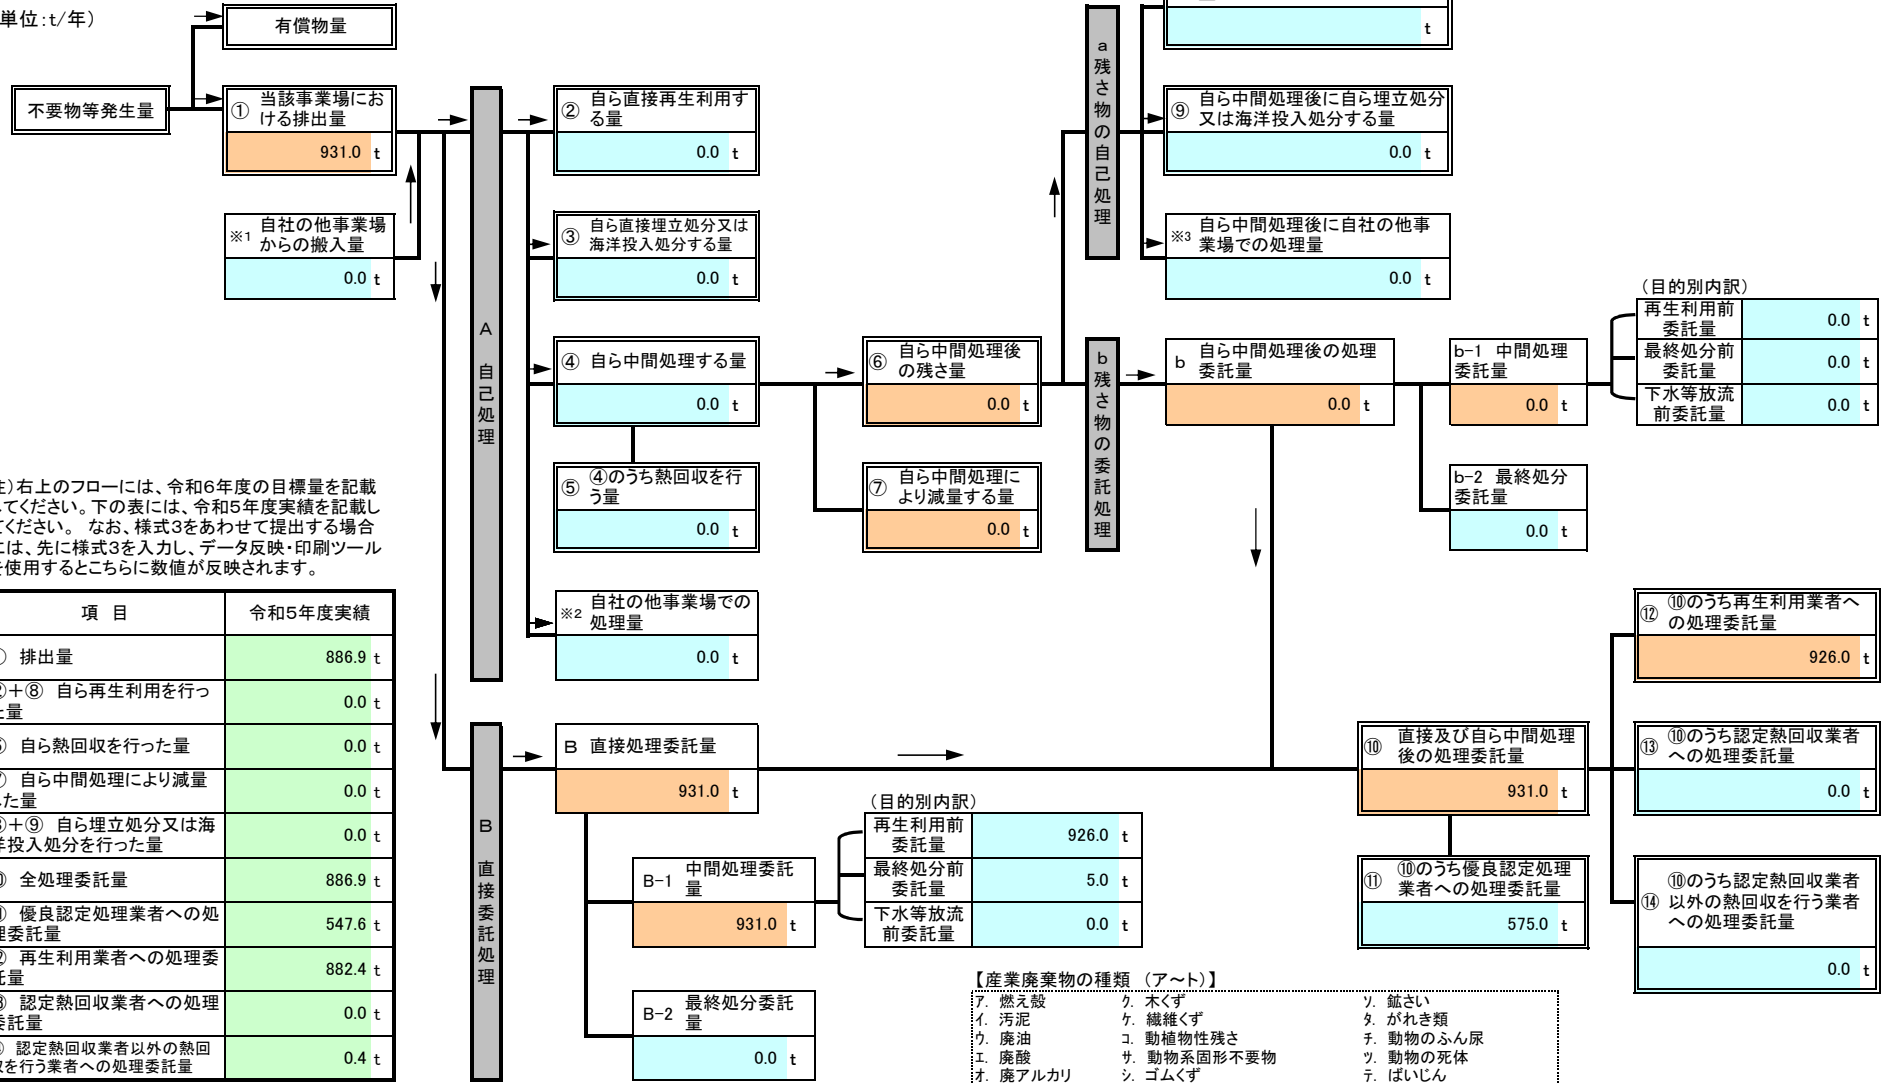 単位:t/年)
有償物量
不要物等発生量
① 当該事業場にお
ける排出量
931.0 t
※1 自社の他事業場
からの搬入量
0.0 t
A 自己処理
② 自ら直接再生利用す
る量
0.0 t
③ 自ら直接埋立処分又は
海洋投入処分する量
0.0 t
④ 自ら中間処理する量
0.0 t
⑤ ④のうち熱回収を行
う量
0.0 t
※2 自社の他事業場での
処理量
0.0 t
⑥ 自ら中間処理後
の残さ量
0.0 t
⑦ 自ら中間処理に
より減量する量
0.0 t
a 残さ物の自己処理
t
⑨ 自ら中間処理後に自ら埋立処分
又は海洋投入処分する量
0.0 t
※3 自ら中間処理後に自社の他事
業場での処理量
0.0 t
b 残さ物の委託処理
b 自ら中間処理後の処理
委託量
0.0 t
b-1 中間処理
委託量
0.0 t
b-2 最終処分
委託量
0.0 t
(目的別内訳)
再生利用前
委託量
0.0 t
最終処分前
委託量
0.0 t
下水等放流
前委託量
0.0 t
)右上のフローには、令和6年度の目標量を記載
してください。下の表には、令和5年度実績を記載し
てください。 なお、様式3をあわせて提出する場合
には、先に様式3を入力し、データ反映・印刷ツール
を使用するとこちらに数値が反映されます。
項 目 令和5年度実績
排出量 886.9 t
+⑧ 自ら再生利用を行っ
た量 0.0 t
自ら熱回収を行った量 0.0 t
自ら中間処理により減量
した量 0.0 t
+⑨ 自ら埋立処分又は海
洋投入処分を行った量 0.0 t
全処理委託量 886.9 t
優良認定処理業者への処
理委託量 547.6 t
再生利用業者への処理委
託量 882.4 t
認定熱回収業者への処理
委託量 0.0 t
認定熱回収業者以外の熱回
収を行う業者への処理委託量 0.4 t
B 直接委託処理
B 直接処理委託量
931.0 t
B-1 中間処理委託
量
931.0 t
B-2 最終処分委託
量
0.0 t
(目的別内訳)
再生利用前
委託量
926.0 t
最終処分前
委託量
5.0 t
下水等放流
前委託量
0.0 t
⑩ 直接及び自ら中間処理
後の処理委託量
931.0 t
⑪ ⑩のうち優良認定処理
業者への処理委託量
575.0 t
⑫ ⑩のうち再生利用業者へ
の処理委託量
926.0 t
⑬ ⑩のうち認定熱回収業者
への処理委託量
0.0 t
⑭ ⑩のうち認定熱回収業者
以外の熱回収を行う業者
への処理委託量
0.0 t
【産業廃棄物の種類 (ア~ト)】
ア. 燃え殻 ク. 木くず ソ. 鉱さい
イ. 汚泥 ケ. 繊維くず タ. がれき類
ウ. 廃油 コ. 動植物性残さ チ. 動物のふん尿
エ. 廃酸 サ. 動物系固形不要物 ツ. 動物の死体
オ. 廃アルカリ シ. ゴムくず テ. ばいじん